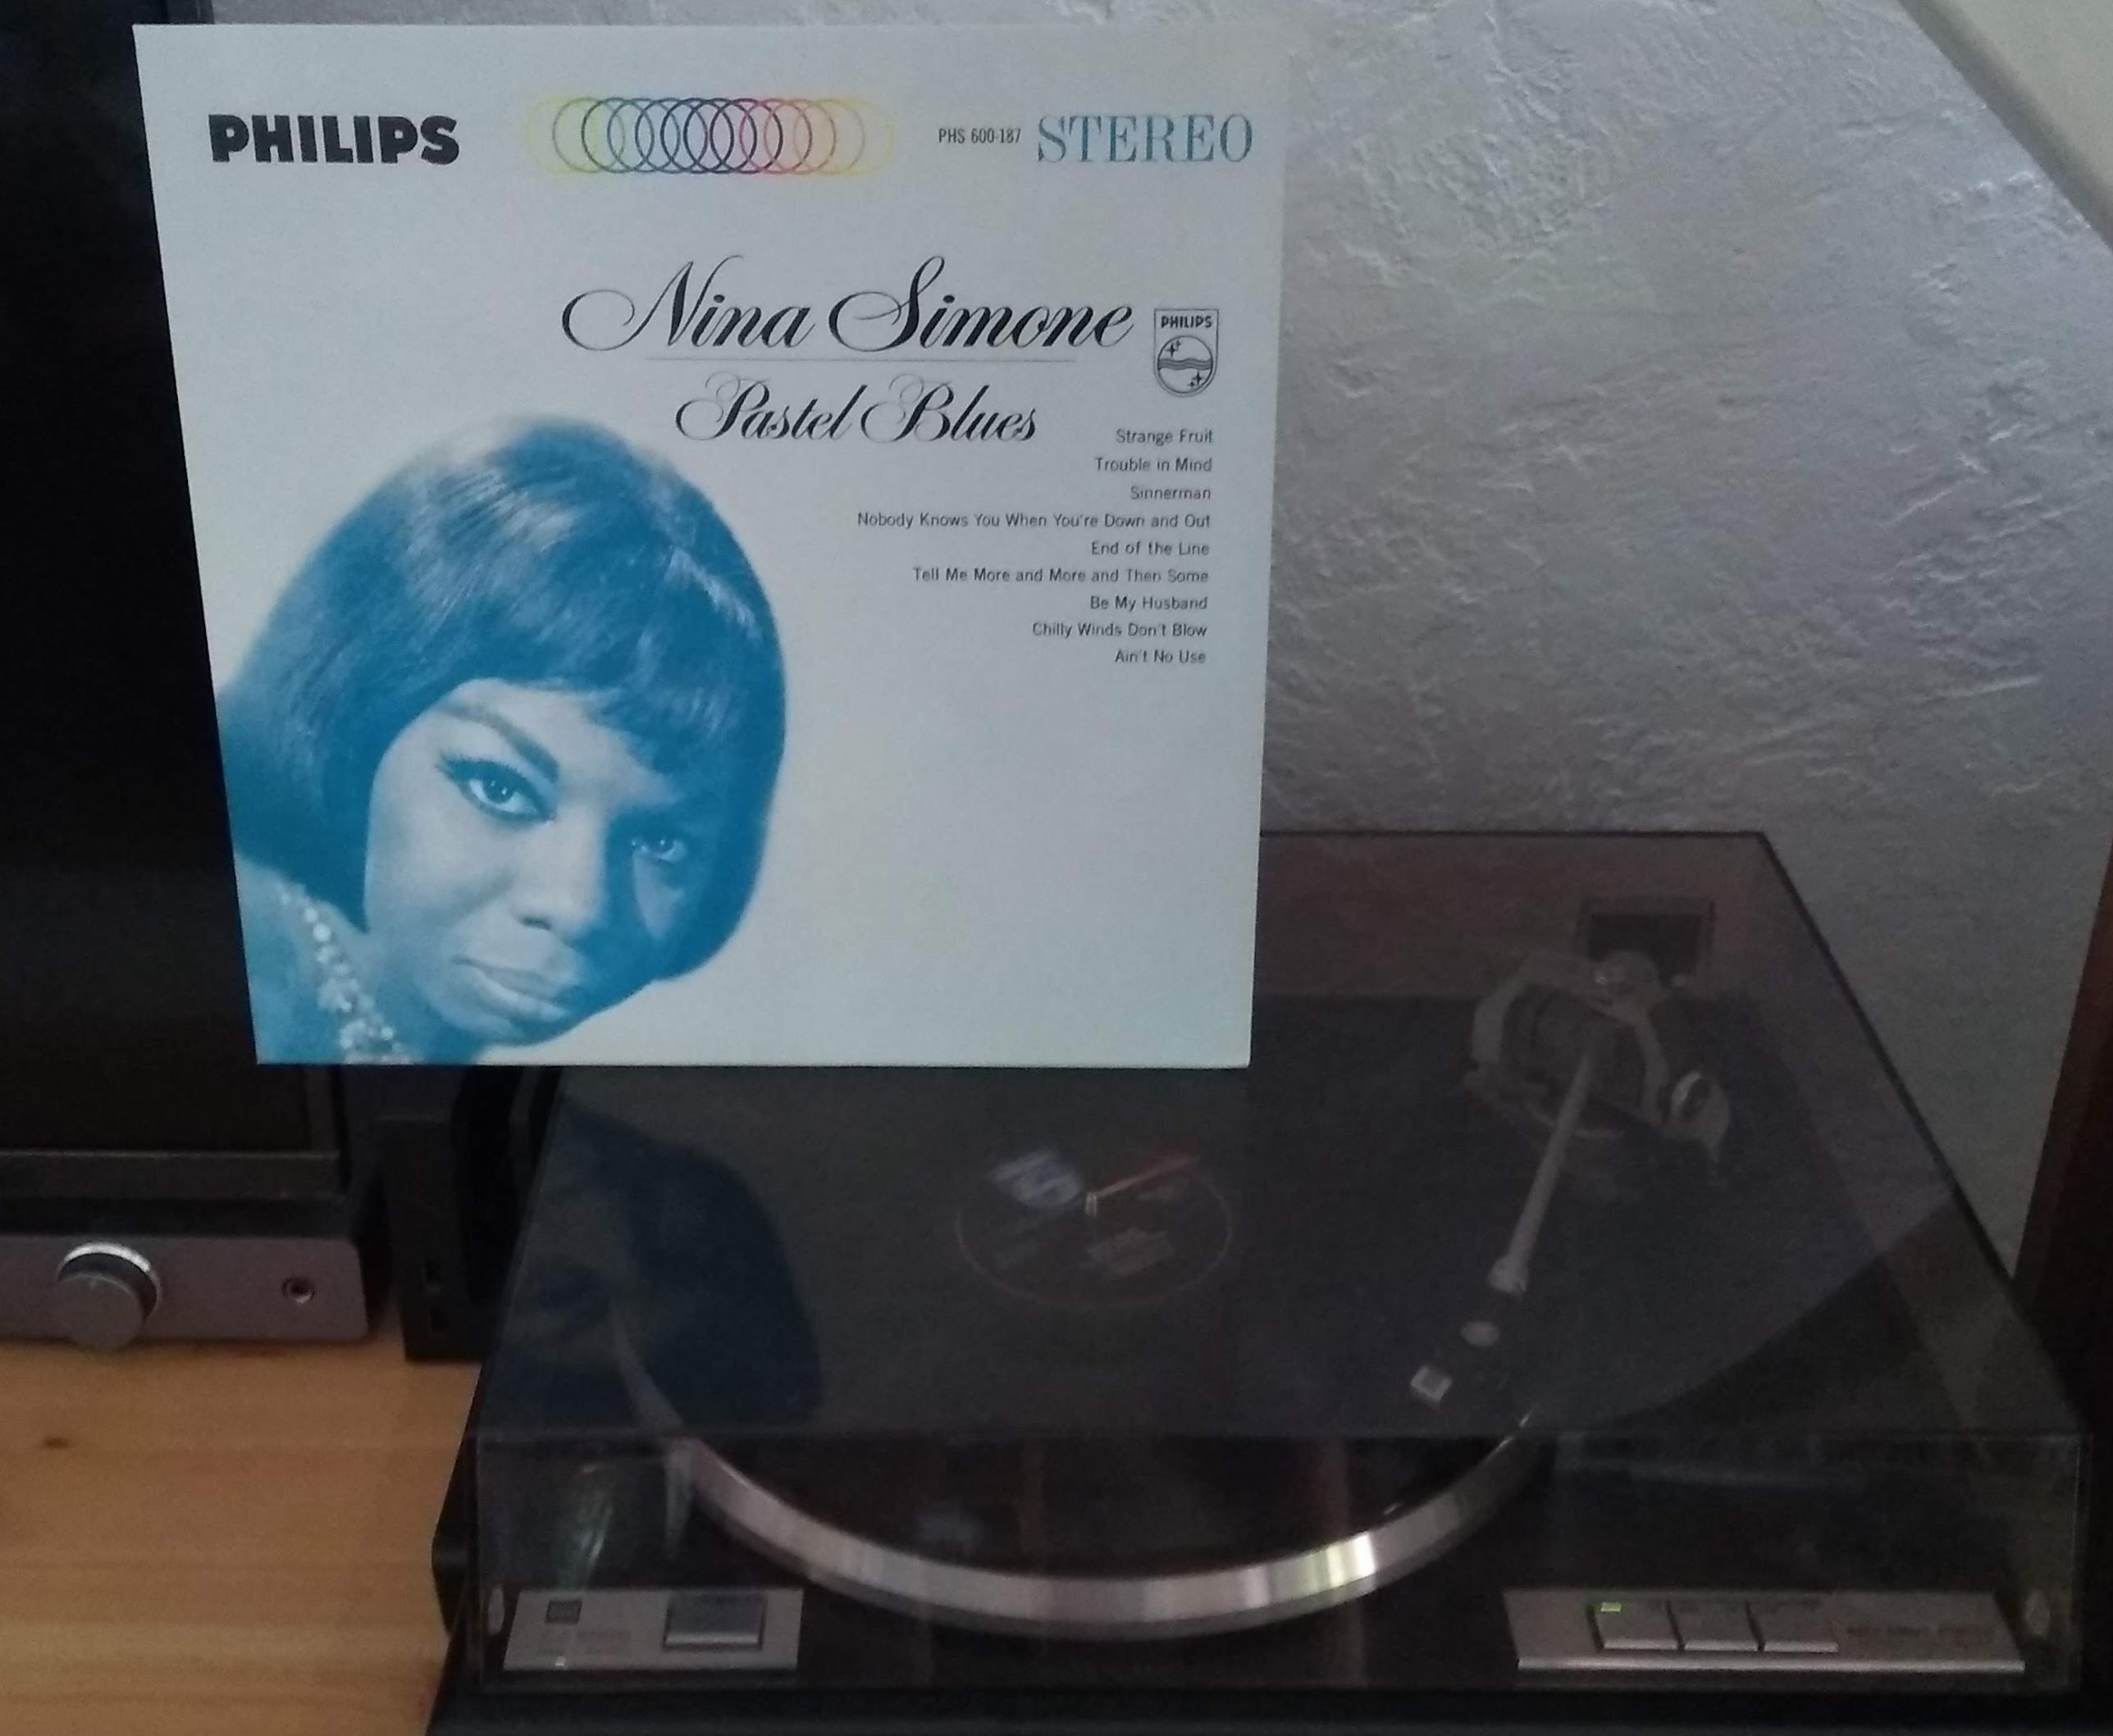 PHILIPS
PHS 600-187 STEREO
Nina Simone
PHILIPS
Pastel Blues
Strange Fruit
Trouble in Mind
Sinnerman
Nobody Knows You When You're Down and Out
End of the Line
Tell Me More and More and Then Some
Be My Husband
Chilly Winds Don't Blow
Ain't No Use